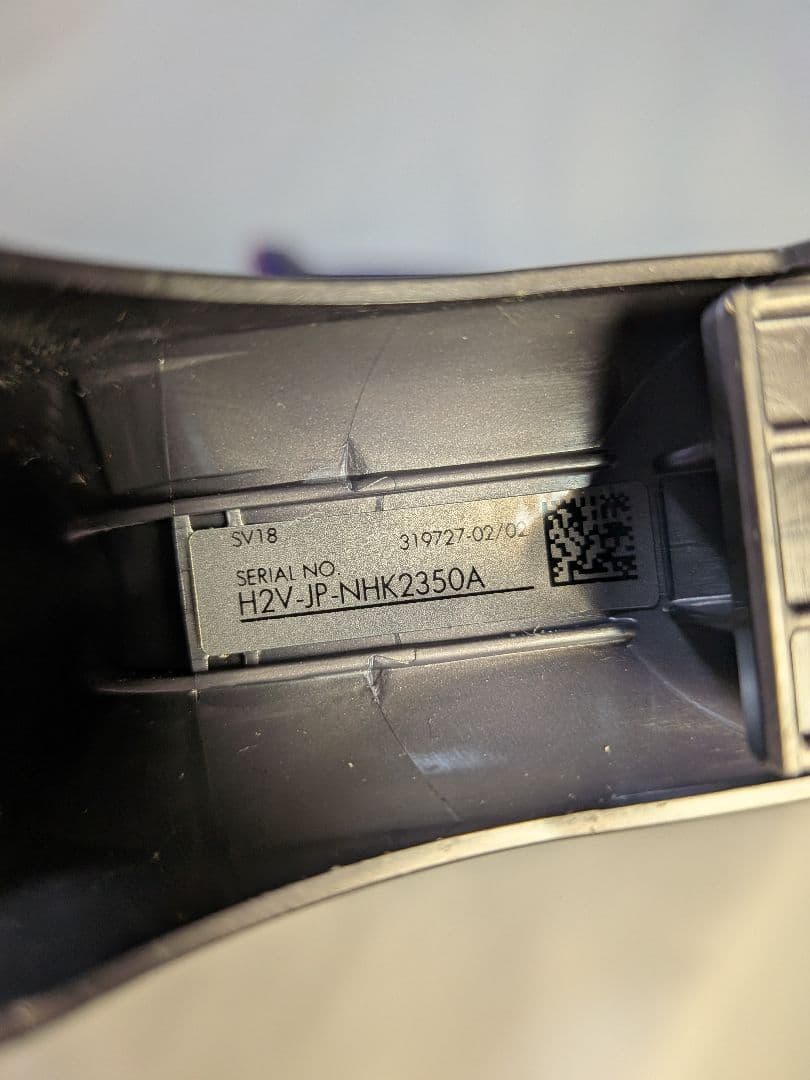 SV18 319727-02/02
SERIAL NO.
H2V-JP-NHK2350A